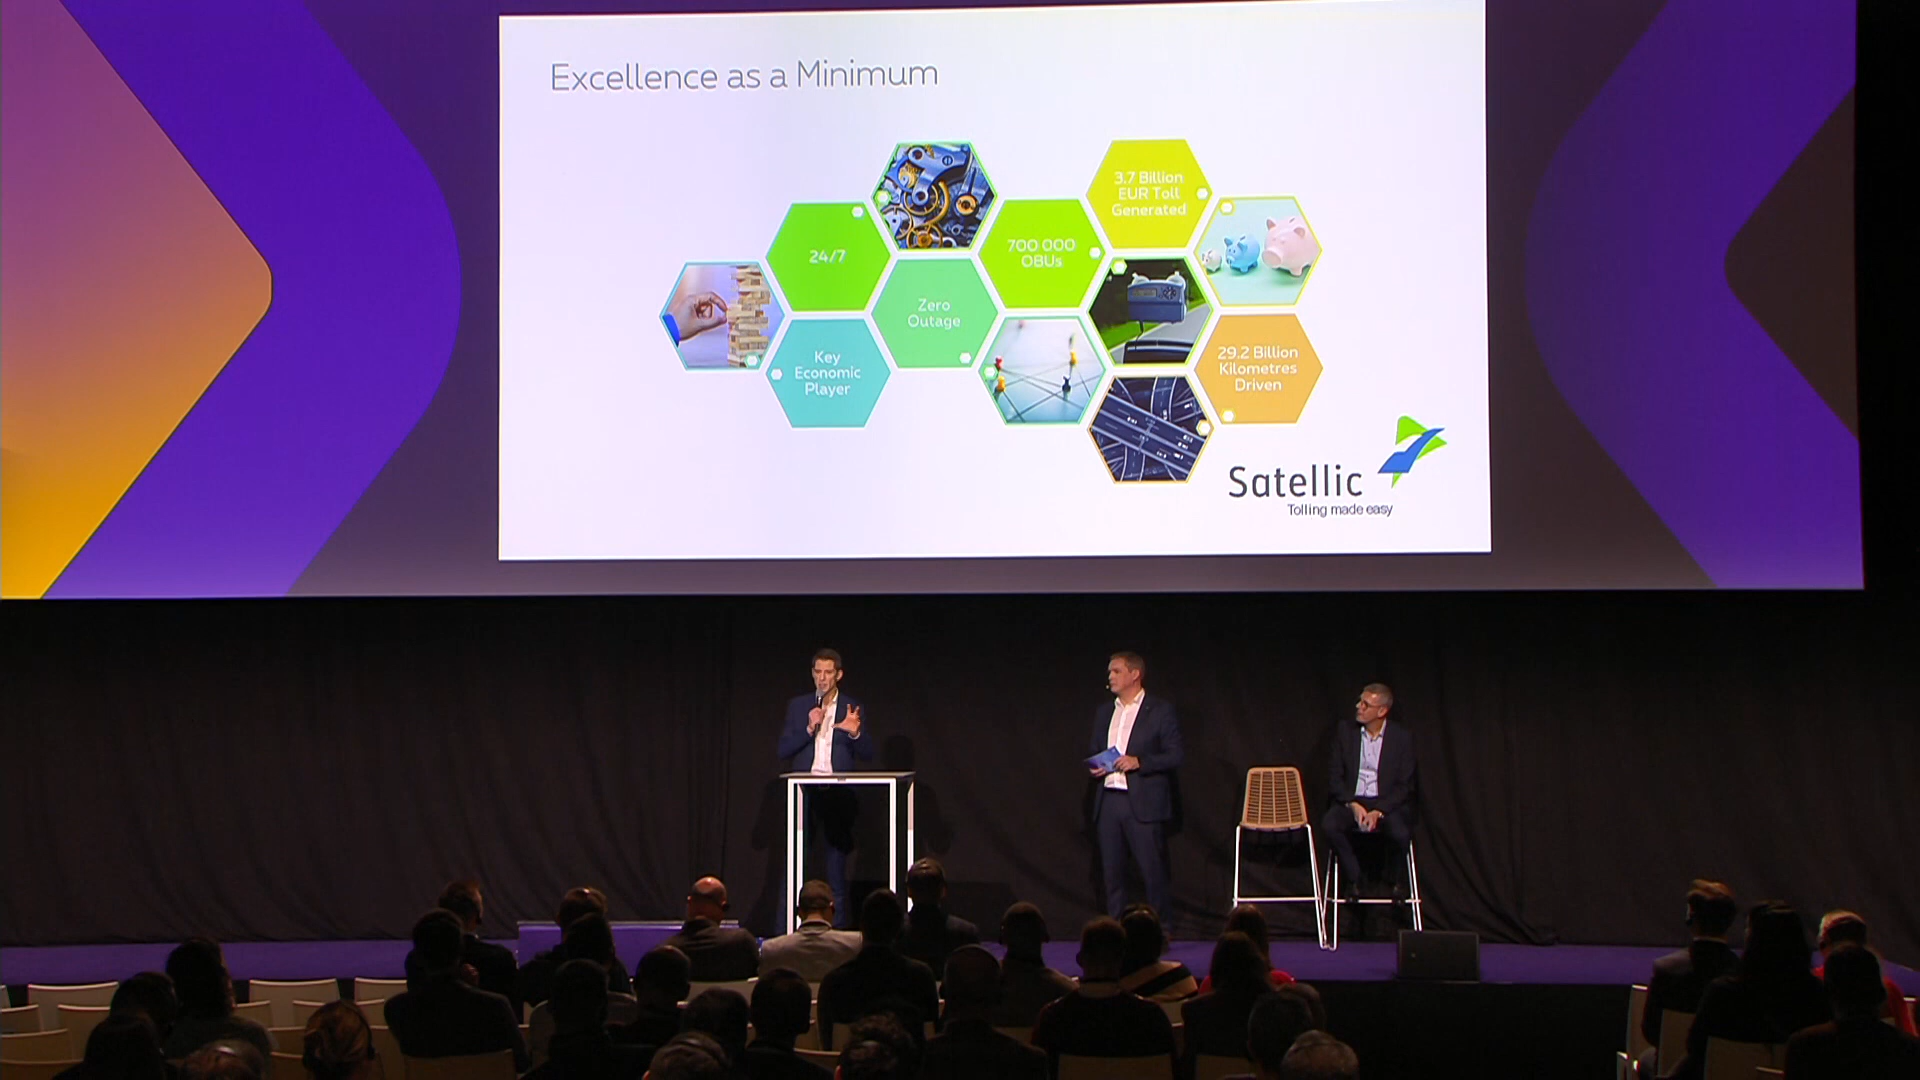 Excellence as a Minimum
3.7 Billion
EUR Toll
Generated
24/7
700 000
OBUs
Zero
Outage
Key
Economic
Player
29.2 Billion
Kilometres
Driven
Satellic
Tolling made easy